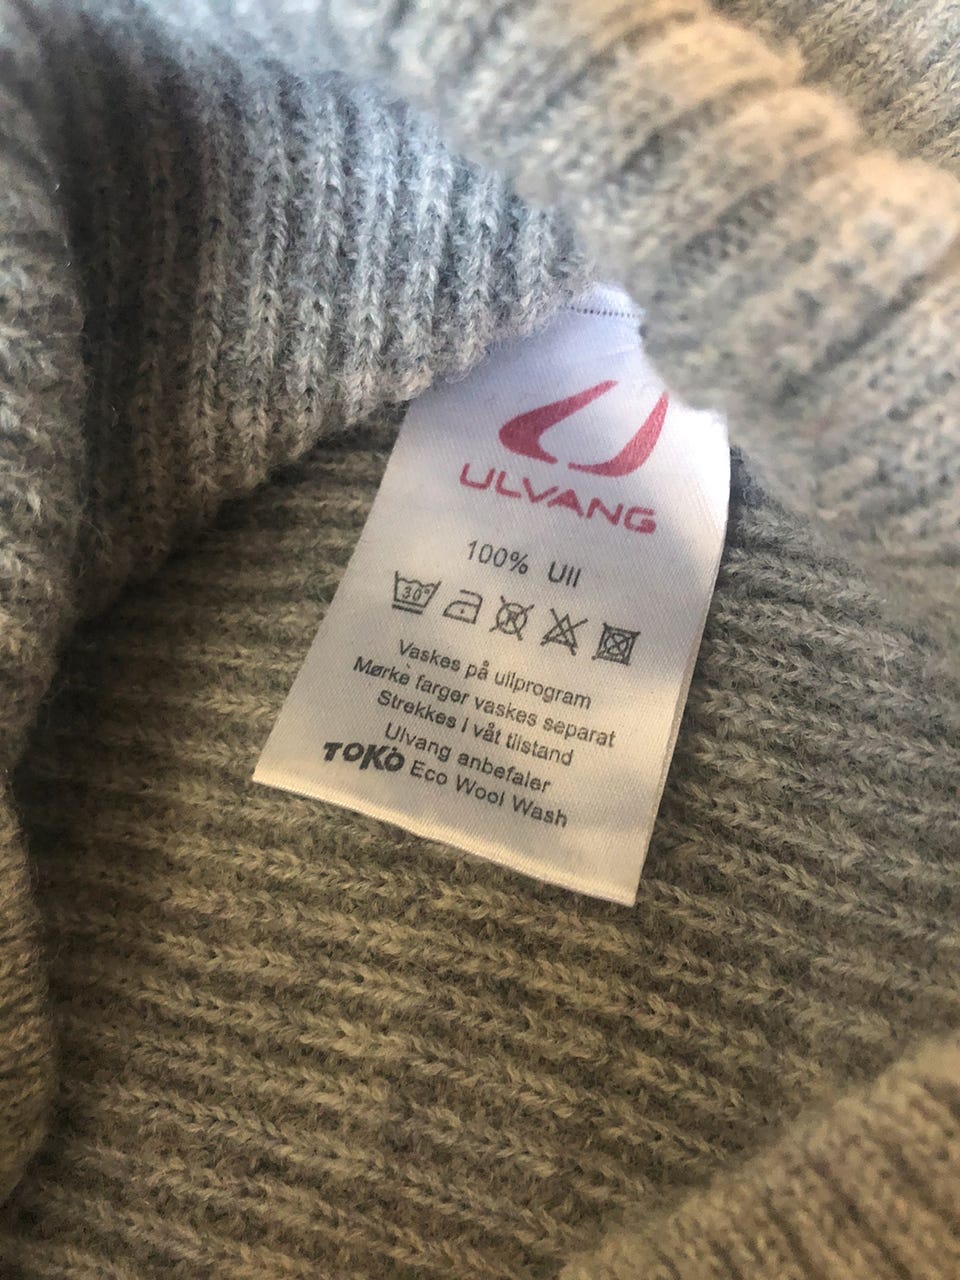 ULVANG
100% Ull
30°
Vaskes på ullprogram
Mørke farger vaskes separat
Strekkes i våt tilstand
Ulvang anbefaler
TOKO Eco Wool Wash